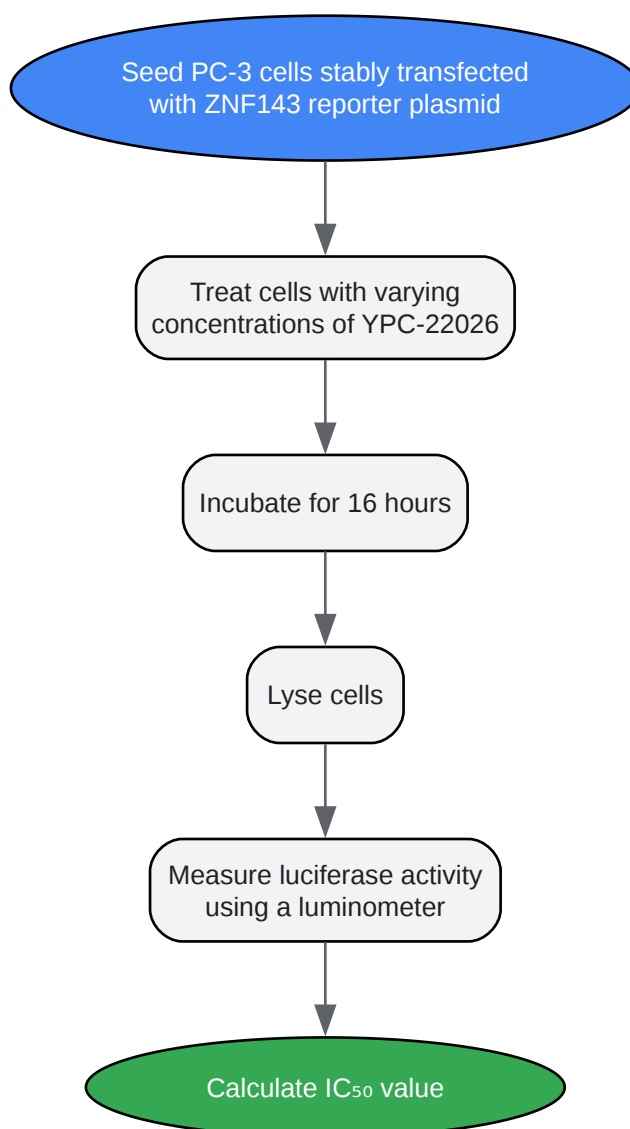 Seed PC-3 cells stably transfected
with ZNF143 reporter plasmid
Treat cells with varying
concentrations of YPC-22026
Incubate for 16 hours
Lyse cells
Measure luciferase activity
using a luminometer
Calculate IC₅₀ value